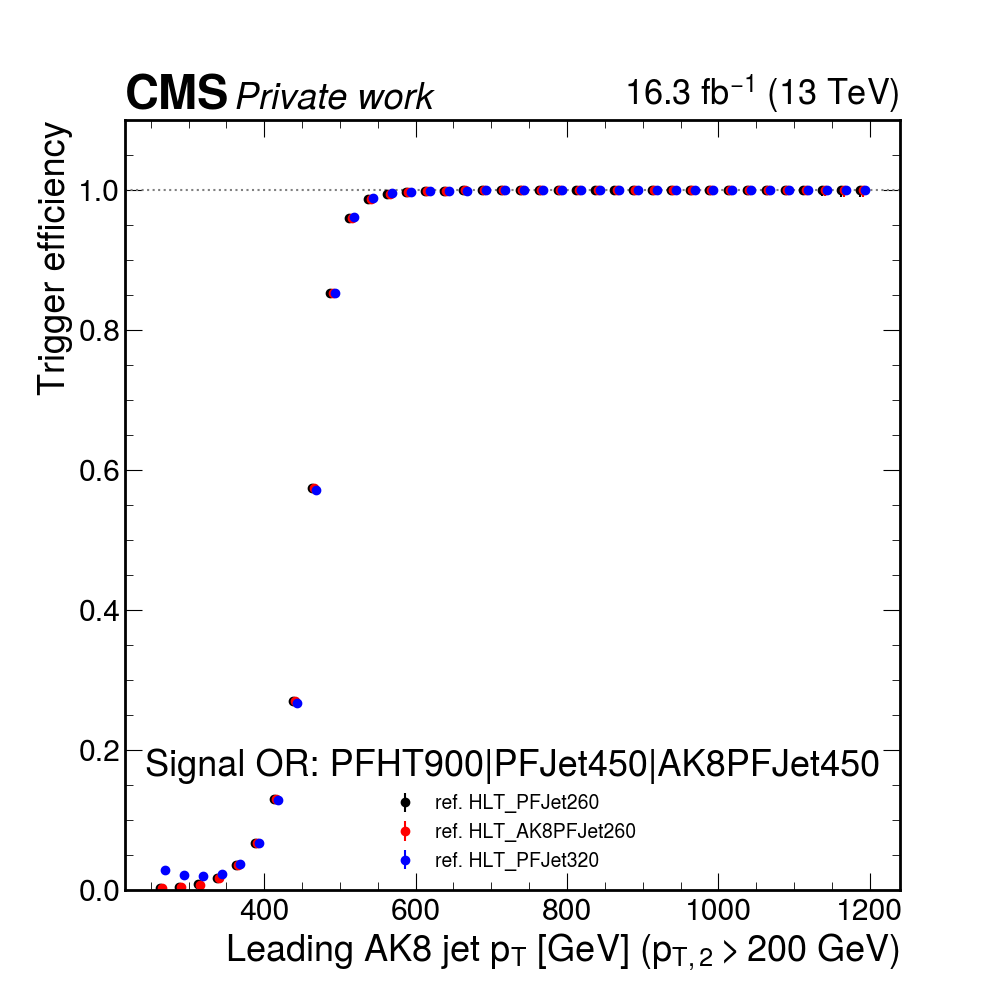 CMS Private work
16.3 fb⁻¹ (13 TeV)
Trigger efficiency
1.0
0.8
0.6
0.4
0.2
0.0
Signal OR: PFHT900|PFJet450|AK8PFJet450
ref. HLT_PFJet260
ref. HLT_AK8PFJet260
ref. HLT_PFJet320
400 600 800 1000 1200
Leading AK8 jet p_T [GeV] (p_T, 2 > 200 GeV)